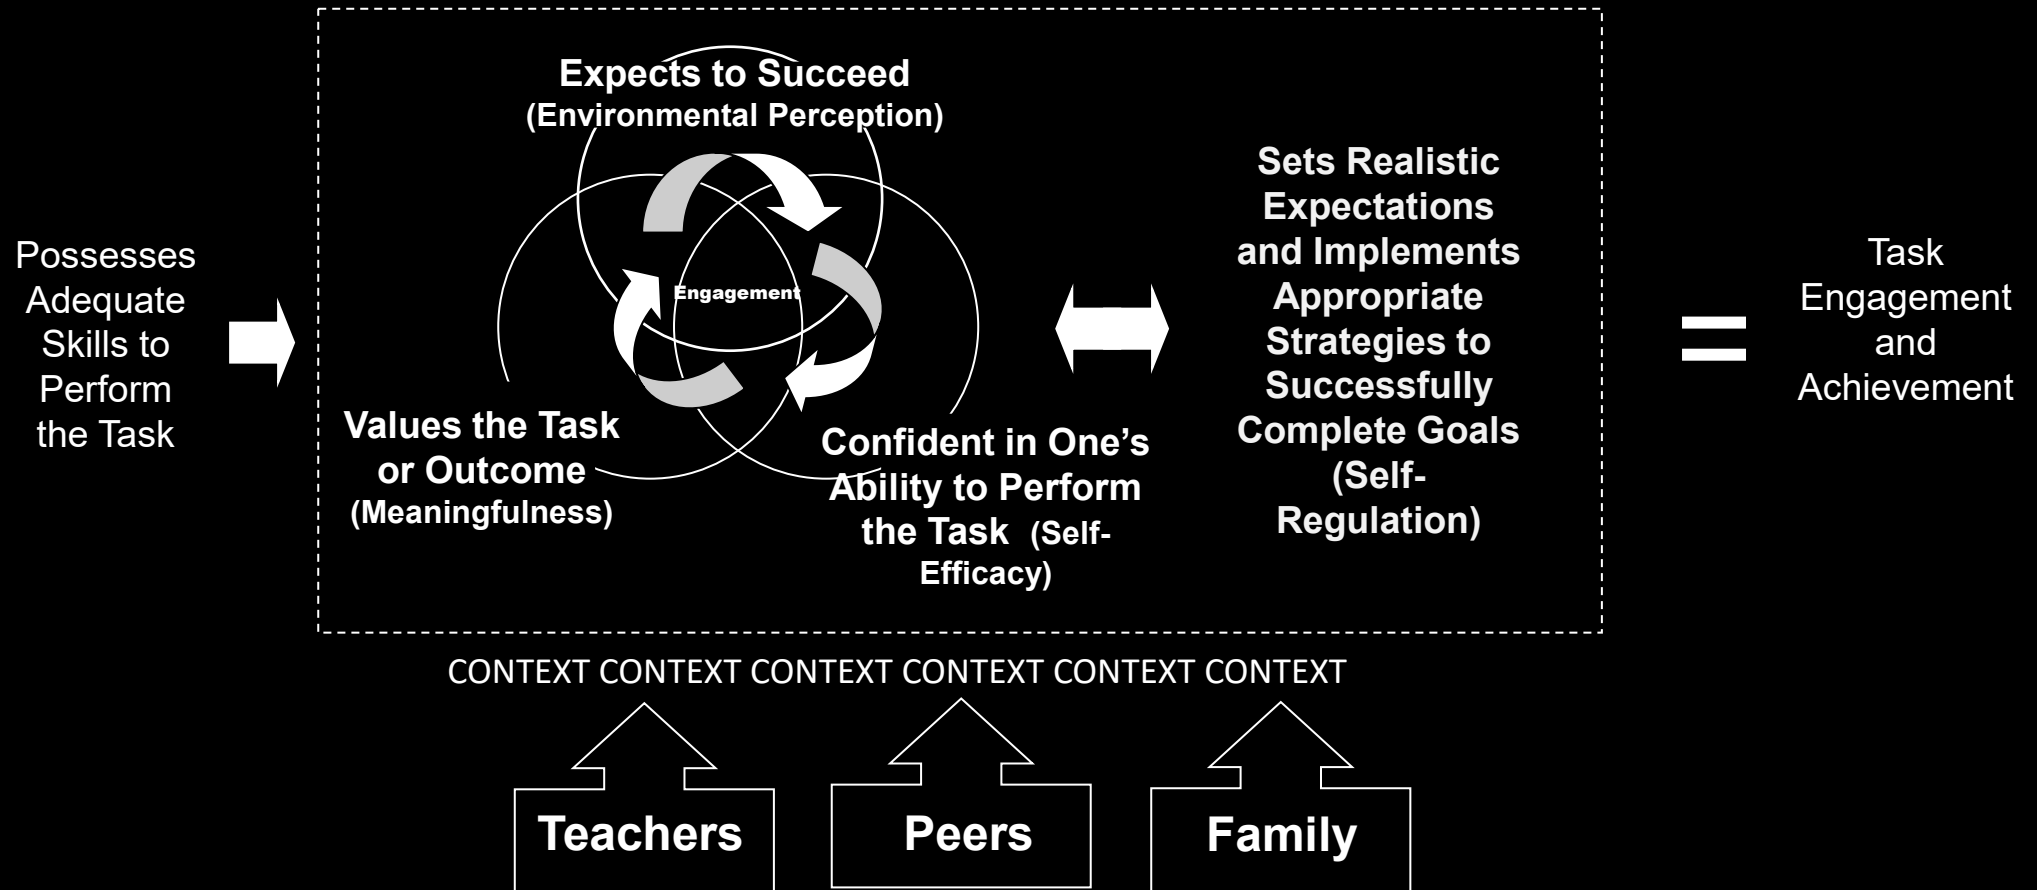 Expects to Succeed
(Environmental Perception)
Possesses
Adequate
Skills to
Perform
the Task
Engagement
Values the Task
or Outcome
(Meaningfulness)
Confident in One’s
Ability to Perform
the Task (Self-
Efficacy)
Sets Realistic
Expectations
and Implements
Appropriate
Strategies to
Successfully
Complete Goals
(Self-
Regulation)
=
Task
Engagement
and
Achievement
CONTEXT CONTEXT CONTEXT CONTEXT CONTEXT CONTEXT
Teachers
Peers
Family